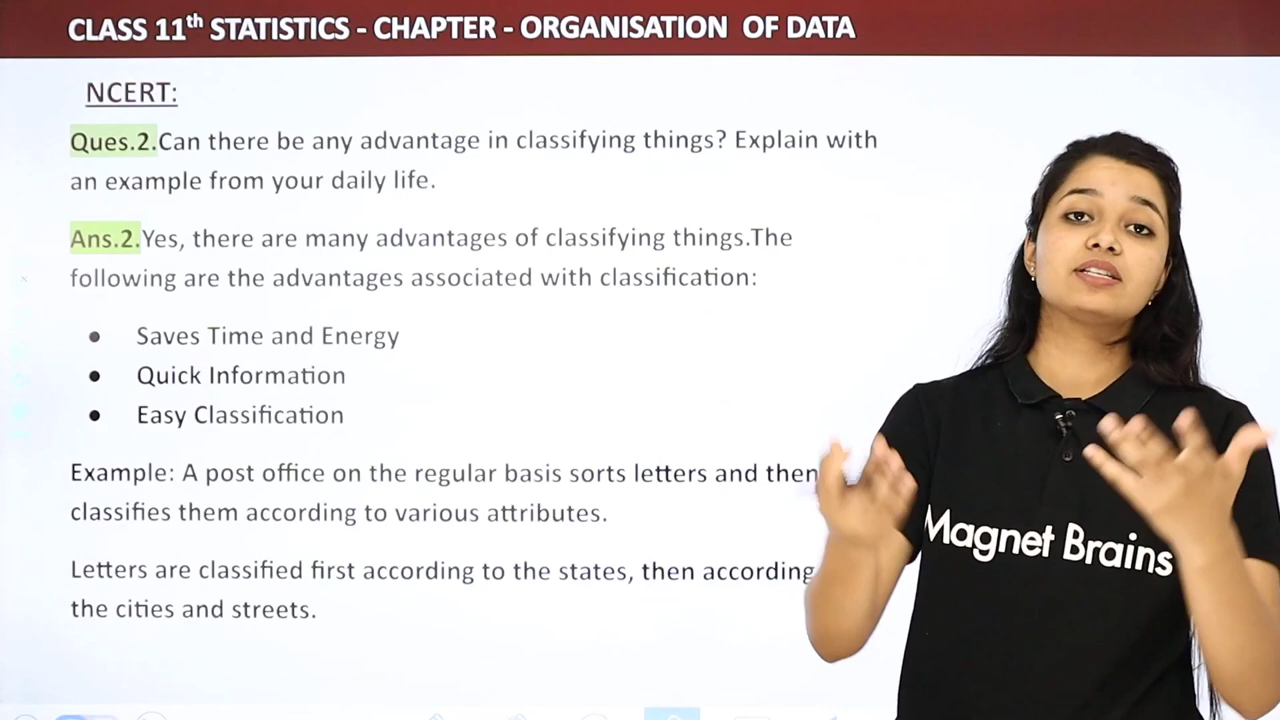 CLASS 11th STATISTICS - CHAPTER - ORGANISATION OF DATA
NCERT:
Ques.2.Can there be any advantage in classifying things? Explain with
an example from your daily life.
Ans.2.Yes, there are many advantages of classifying things.The
following are the advantages associated with classification:
● Saves Time and Energy
● Quick Information
● Easy Classification
Example: A post office on the regular basis sorts letters and then
classifies them according to various attributes.
Letters are classified first according to the states, then according
the cities and streets.
Magnet Brains